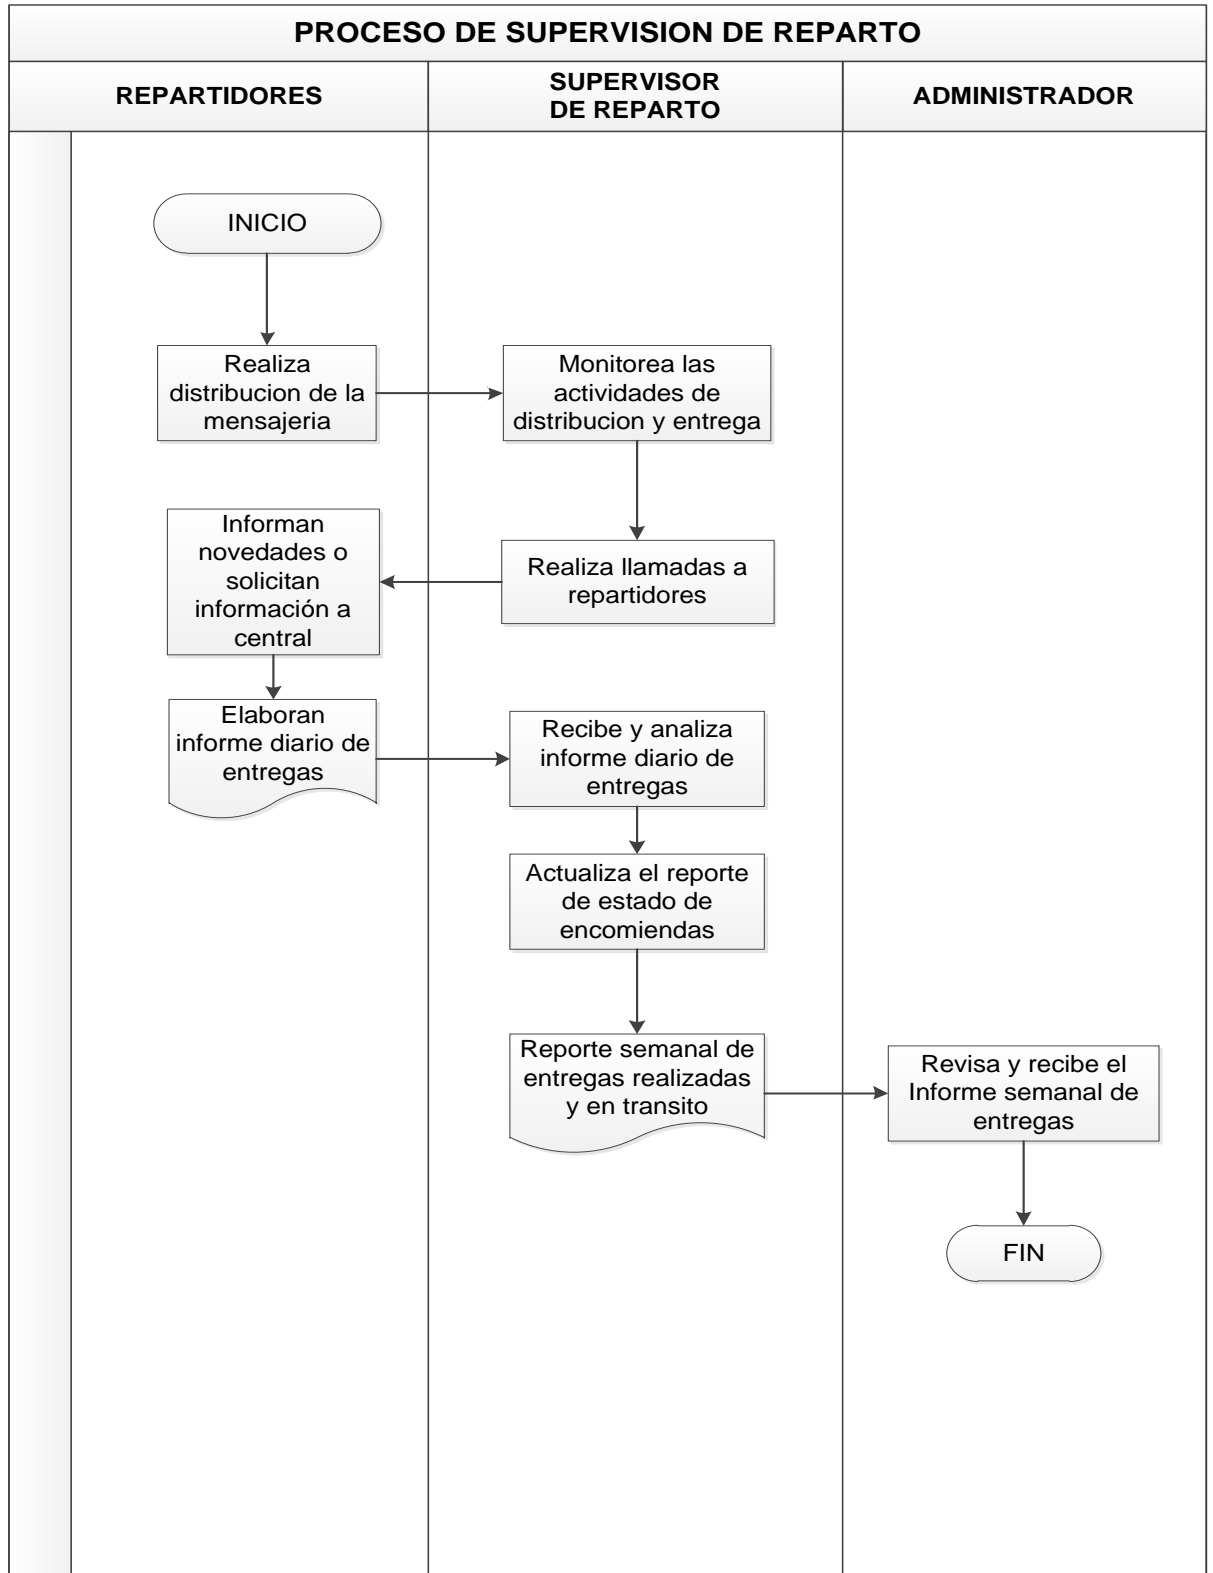 PROCESO DE SUPERVISION DE REPARTO
REPARTIDORES
SUPERVISOR
DE REPARTO
ADMINISTRADOR
INICIO
Realiza
distribucion de la
mensajeria
Monitorea las
actividades de
distribucion y entrega
Realiza llamadas a
repartidores
Informan
novedades o
solicitan
información a
central
Elaboran
informe diario de
entregas
Recibe y analiza
informe diario de
entregas
Actualiza el reporte
de estado de
encomiendas
Reporte semanal de
entregas realizadas
y en transito
Revisa y recibe el
Informe semanal de
entregas
FIN